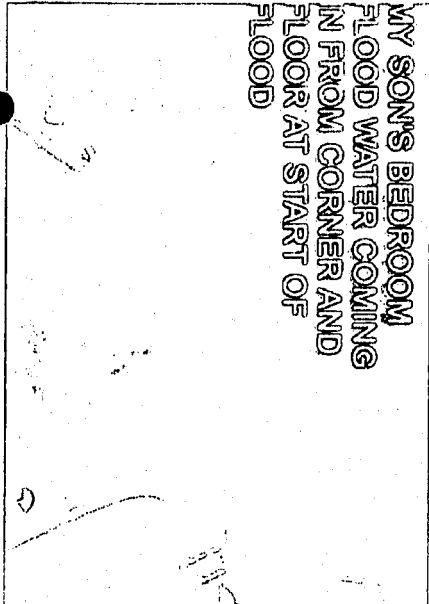 MY SON'S BEDROOM
FLOOD WATER COMING
IN FROM CORNER AND
FLOOR AT START OF
FLOOD